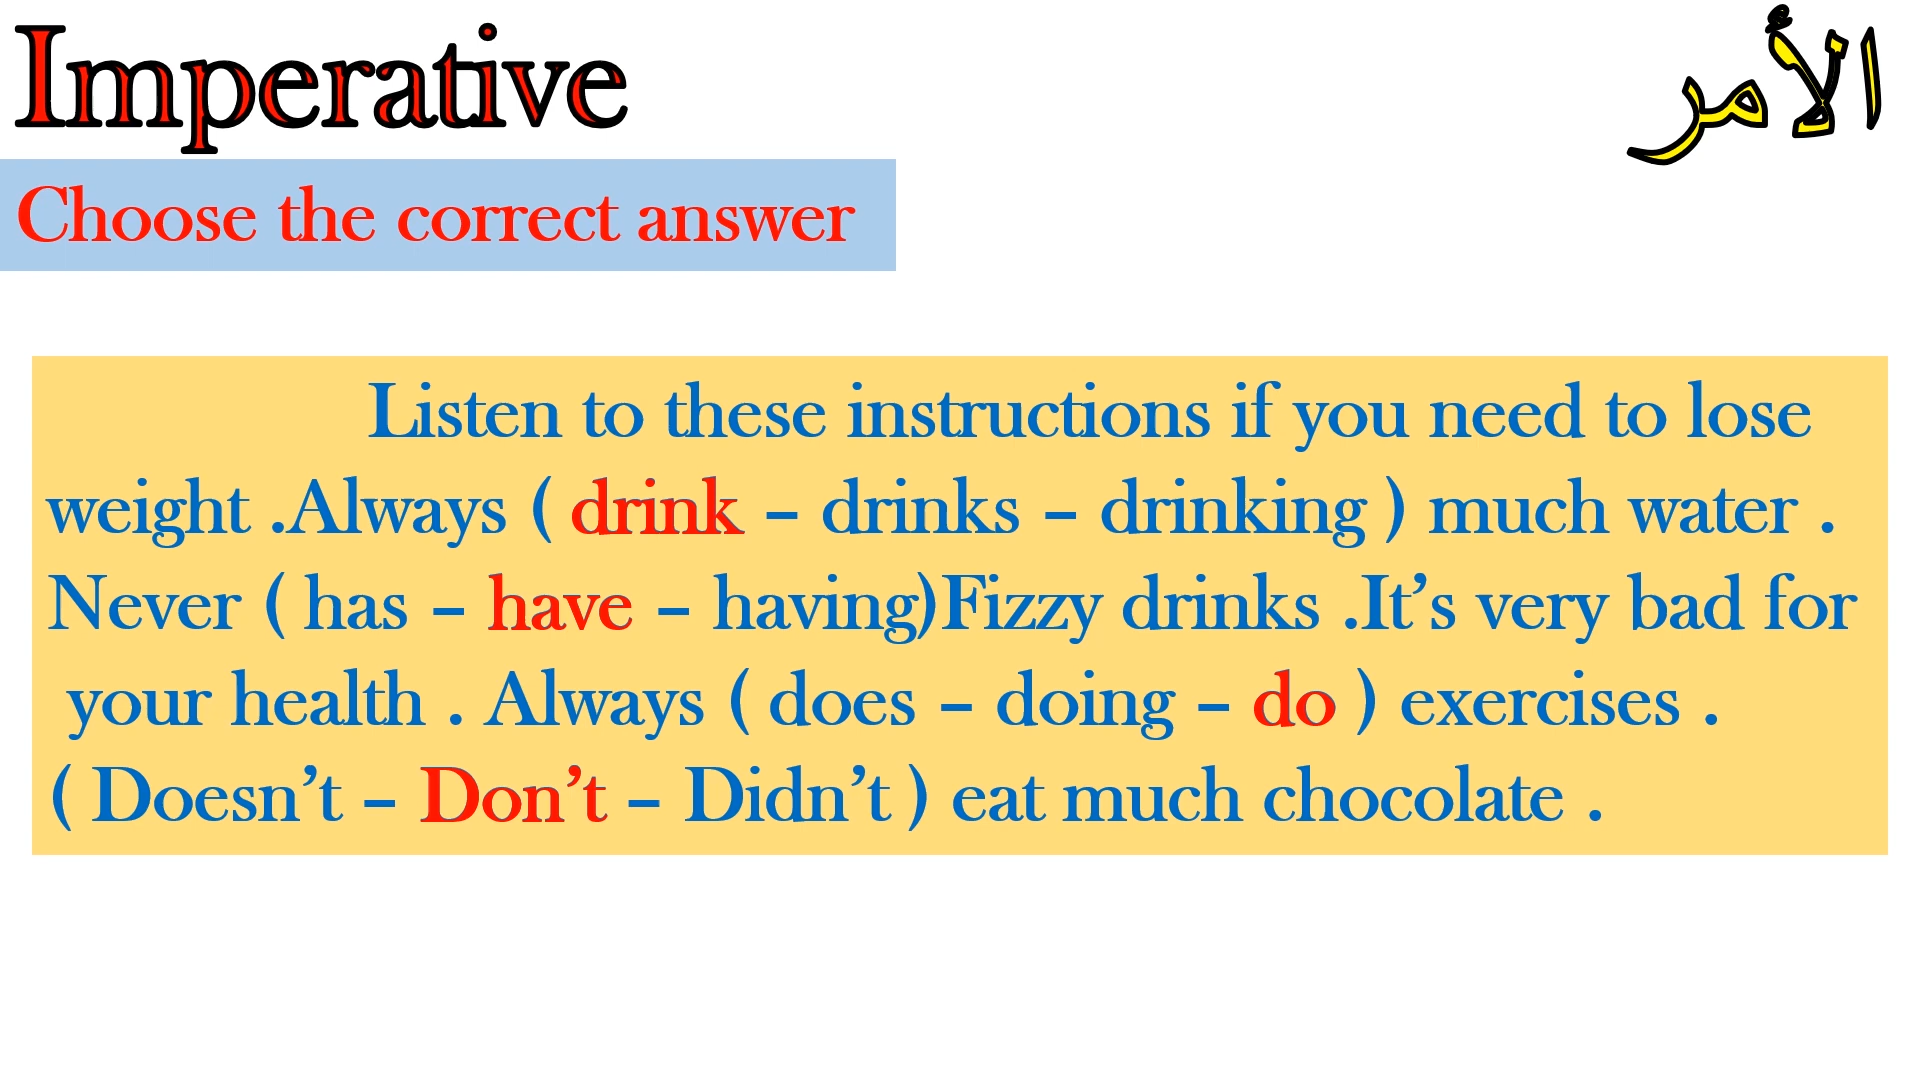 Imperative
الأمر
Choose the correct answer
Listen to these instructions if you need to lose
weight .Always ( drink – drinks – drinking ) much water .
Never ( has – have – having)Fizzy drinks .It’s very bad for
your health . Always ( does – doing – do ) exercises .
( Doesn’t – Don’t – Didn’t ) eat much chocolate .